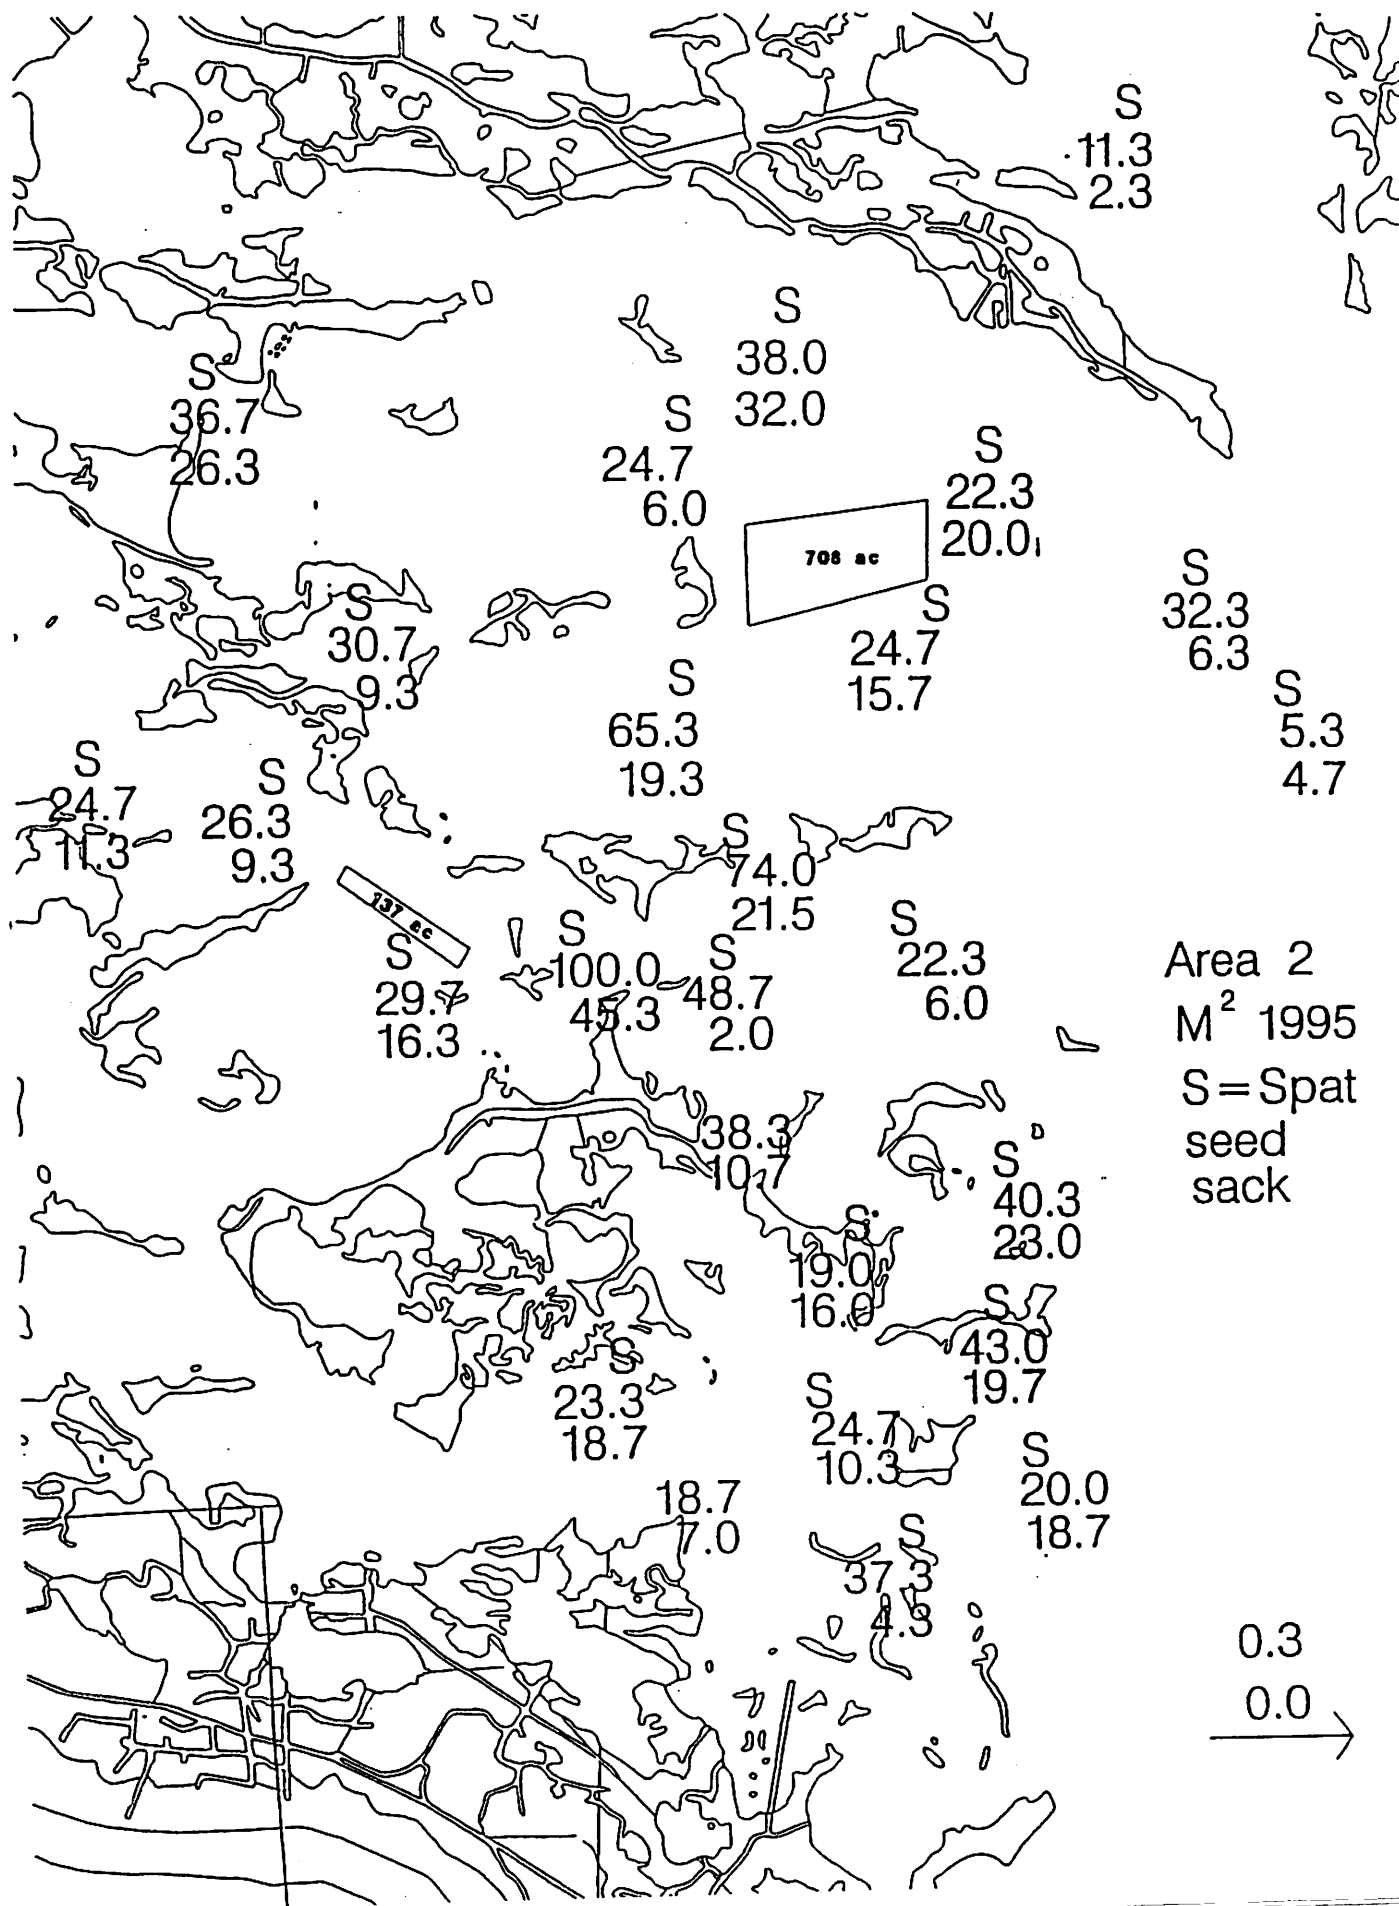 S
11.3
2.3
S
38.0
32.0
S
36.7
26.3
S
24.7
6.0
S
22.3
20.0
708 ac
S
32.3
6.3
S
30.7
9.3
S
24.7
15.7
S
65.3
19.3
S
5.3
4.7
S
24.7
11.3
S
26.3
9.3
S
74.0
21.5
137 ac
S
29.7
16.3
S
100.0
45.3
S
48.7
2.0
S
22.3
6.0
Area 2
M² 1995
S = Spat
seed
sack
38.3
10.7
S
40.3
23.0
S
19.0
16.0
S
43.0
19.7
S
23.3
18.7
S
24.7
10.3
S
20.0
18.7
18.7
7.0
S
37.3
4.3
0.3
0.0